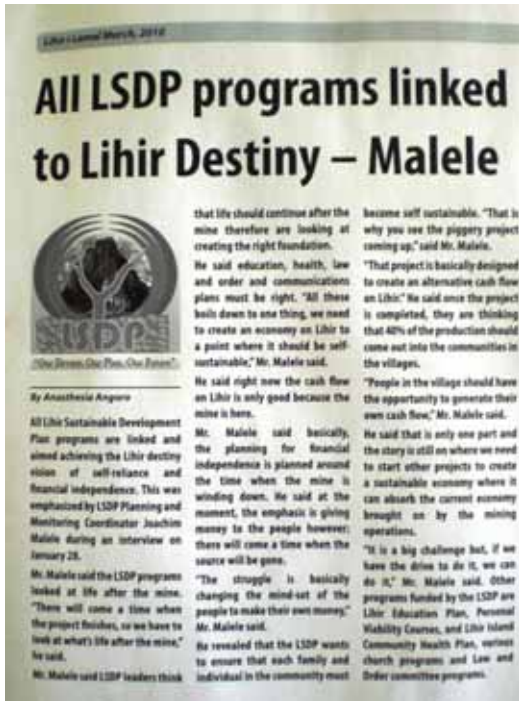 Lihir i Lamel March, 2010
All LSDP programs linked
to Lihir Destiny – Malele
LSDP
"Our Dream, Our Plan, Our Future"
By Anasthesia Angoro
All Lihir Sustainable Development
Plan programs are linked and
aimed achieving the Lihir destiny
vision of self-reliance and
financial independence. This was
emphasized by LSDP Planning and
Monitoring Coordinator Joachim
Malele during an interview on
January 28.
Mr. Malele said the LSDP programs
looked at life after the mine.
"There will come a time when
the project finishes, so we have to
look at what's life after the mine,"
he said.
Mr. Malele said LSDP leaders think
that life should continue after the
mine therefore are looking at
creating the right foundation.
He said education, health, law
and order and communications
plans must be right. "All these
boils down to one thing, we need
to create an economy on Lihir to
a point where it should be self-
sustainable," Mr. Malele said.
He said right now the cash flow
on Lihir is only good because the
mine is here.
Mr. Malele said basically,
the planning for financial
independence is planned around
the time when the mine is
winding down. He said at the
moment, the emphasis is giving
money to the people however;
there will come a time when the
source will be gone.
"The struggle is basically
changing the mind-set of the
people to make their own money,"
Mr. Malele said.
He revealed that the LSDP wants
to ensure that each family and
individual in the community must
become self sustainable. "That is
why you see the piggery project
coming up," said Mr. Malele.
"That project is basically designed
to create an alternative cash flow
on Lihir." He said once the project
is completed, they are thinking
that 40% of the production should
come out into the communities in
the villages.
"People in the village should have
the opportunity to generate their
own cash flow," Mr. Malele said.
He said that is only one part and
the story is still on where we need
to start other projects to create
a sustainable economy where it
can absorb the current economy
brought on by the mining
operations.
"It is a big challenge but, if we
have the drive to do it, we can
do it," Mr. Malele said. Other
programs funded by the LSDP are
Lihir Education Plan, Personal
Viability Courses, and Lihir Island
Community Health Plan, various
church programs and Law and
Order committee programs.